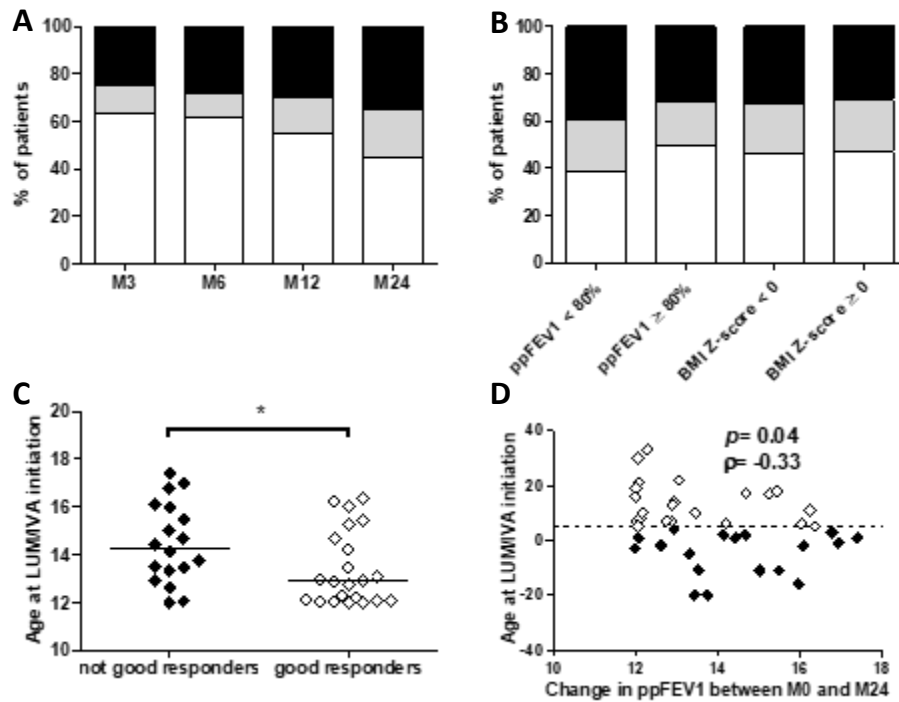 A
% of patients
100
80
60
40
20
0
M3 M6 M12 M24
B
% of patients
100
80
60
40
20
0
ppFEV1 < 80%
ppFEV1 ≥ 80%
BMI Z-score < 0
BMI Z-score ≥ 0
C
Age at LUM/IVA initiation
20
18
16
14
12
10
*
not good responders good responders
D
Age at LUM/IVA initiation
40
20
0
-20
-40
p= 0.04
ρ= -0.33
10 12 14 16 18
Change in ppFEV1 between M0 and M24